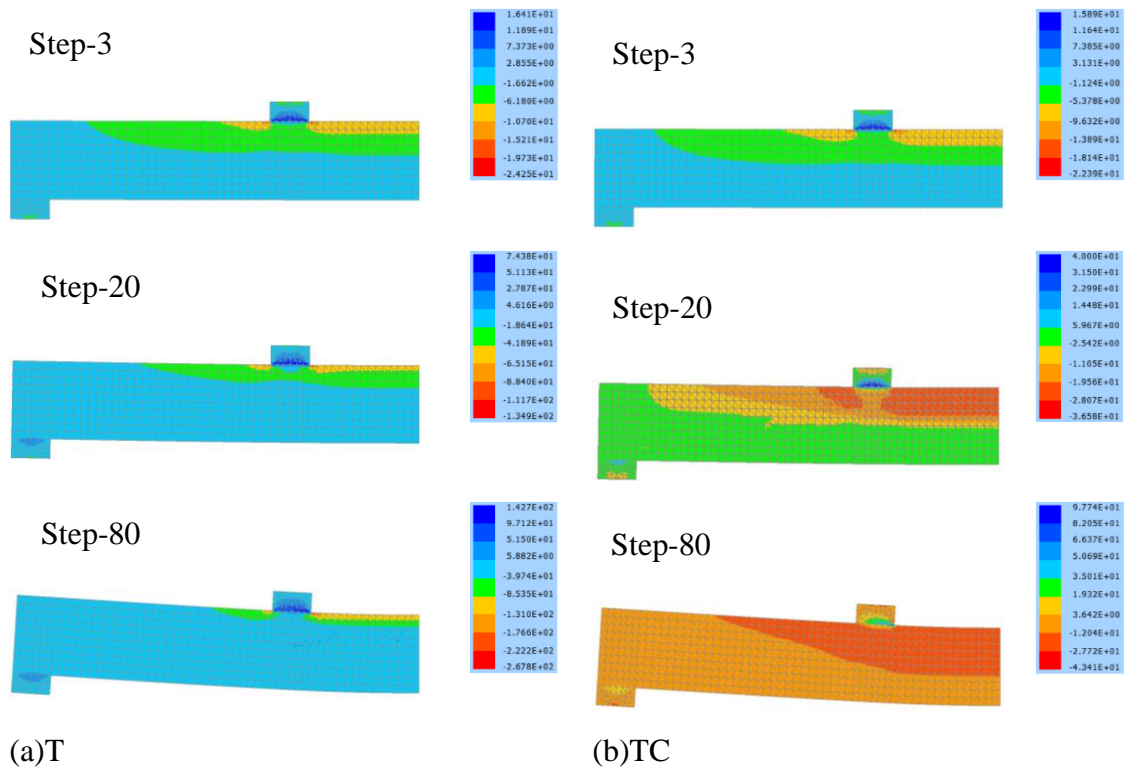 Step-3
1.641E+01
1.189E+01
7.373E+00
2.855E+00
-1.662E+00
-6.180E+00
-1.070E+01
-1.521E+01
-1.973E+01
-2.425E+01
Step-3
1.589E+01
1.164E+01
7.385E+00
3.131E+00
-1.124E+00
-5.378E+00
-9.632E+00
-1.389E+01
-1.814E+01
-2.239E+01
Step-20
7.438E+01
5.113E+01
2.787E+01
4.616E+00
-1.864E+01
-4.189E+01
-6.515E+01
-8.840E+01
-1.117E+02
-1.349E+02
Step-20
4.000E+01
3.150E+01
2.299E+01
1.448E+01
5.967E+00
-2.542E+00
-1.105E+01
-1.956E+01
-2.807E+01
-3.658E+01
Step-80
1.427E+02
9.712E+01
5.150E+01
5.882E+00
-3.974E+01
-8.535E+01
-1.310E+02
-1.766E+02
-2.222E+02
-2.678E+02
Step-80
9.774E+01
8.205E+01
6.637E+01
5.069E+01
3.501E+01
1.932E+01
3.642E+00
-1.204E+01
-2.772E+01
-4.341E+01
(a)T
(b)TC